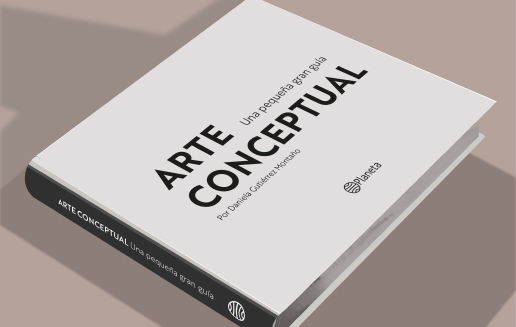 ARTE Una pequeña gran guía
CONCEPTUAL
Por Daniela Gutiérrez Montaño
Planeta
ARTE CONCEPTUAL Una pequeña gran guía